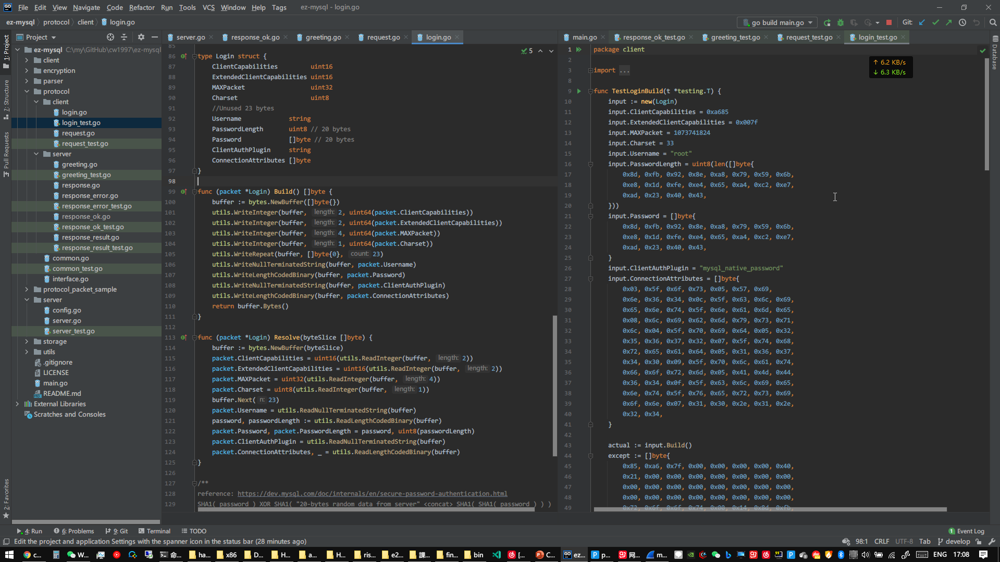 File Edit View Navigate Code Refactor Run Tools VCS Window Help Tags ez-mysql - login.go
ez-mysql protocol client login.go
go build main.go Git:
1: Project
7: Structure
Pull Requests
2: Favorites
Database
Project
ez-mysql C:\my\GitHub\cw1997\ez-mysql
client
encryption
parser
protocol
client
login.go
login_test.go
request.go
request_test.go
server
greeting.go
greeting_test.go
response.go
response_error.go
response_error_test.go
response_ok.go
response_ok_test.go
response_result.go
response_result_test.go
common.go
common_test.go
interface.go
protocol_packet_sample
server
config.go
server.go
server_test.go
storage
utils
.gitignore
LICENSE
main.go
README.md
External Libraries
Scratches and Consoles
server.go response_ok.go greeting.go request.go login.go
5
85
86 type Login struct {
87 ClientCapabilities uint16
88 ExtendedClientCapabilities uint16
89 MAXPacket uint32
90 Charset uint8
91 //Unused 23 bytes
92 Username string
93 PasswordLength uint8 // 20 bytes
94 Password []byte // 20 bytes
95 ClientAuthPlugin string
96 ConnectionAttributes []byte
97 }
98
99 func (packet *Login) Build() []byte {
100 buffer := bytes.NewBuffer([]byte{})
101 utils.WriteInteger(buffer, length: 2, uint64(packet.ClientCapabilities))
102 utils.WriteInteger(buffer, length: 2, uint64(packet.ExtendedClientCapabilities))
103 utils.WriteInteger(buffer, length: 4, uint64(packet.MAXPacket))
104 utils.WriteInteger(buffer, length: 1, uint64(packet.Charset))
105 utils.WriteRepeat(buffer, []byte{0}, count: 23)
106 utils.WriteNullTerminatedString(buffer, packet.Username)
107 utils.WriteLengthCodedBinary(buffer, packet.Password)
108 utils.WriteNullTerminatedString(buffer, packet.ClientAuthPlugin)
109 utils.WriteLengthCodedBinary(buffer, packet.ConnectionAttributes)
110 return buffer.Bytes()
111 }
112
113 func (packet *Login) Resolve(byteSlice []byte) {
114 buffer := bytes.NewBuffer(byteSlice)
115 packet.ClientCapabilities = uint16(utils.ReadInteger(buffer, length: 2))
116 packet.ExtendedClientCapabilities = uint16(utils.ReadInteger(buffer, length: 2))
117 packet.MAXPacket = uint32(utils.ReadInteger(buffer, length: 4))
118 packet.Charset = uint8(utils.ReadInteger(buffer, length: 1))
119 buffer.Next( n: 23)
120 packet.Username = utils.ReadNullTerminatedString(buffer)
121 password, passwordLength := utils.ReadLengthCodedBinary(buffer)
122 packet.Password, packet.PasswordLength = password, uint8(passwordLength)
123 packet.ClientAuthPlugin = utils.ReadNullTerminatedString(buffer)
124 packet.ConnectionAttributes, _ = utils.ReadLengthCodedBinary(buffer)
125 }
126
127 /**
128 reference: https://dev.mysql.com/doc/internals/en/secure-password-authentication.html
129 SHA1( password ) XOR SHA1( "20-bytes random data from server" <concat> SHA1( SHA1( password ) ) )
main.go response_ok_test.go greeting_test.go request_test.go login_test.go
↑ 6.2 KB/s
↓ 6.3 KB/s
1 package client
2
3 import ...
8
9 func TestLoginBuild(t *testing.T) {
10 input := new(Login)
11 input.ClientCapabilities = 0xa685
12 input.ExtendedClientCapabilities = 0x007f
13 input.MAXPacket = 1073741824
14 input.Charset = 33
15 input.Username = "root"
16 input.PasswordLength = uint8(len([]byte{
17 0x8d, 0xfb, 0x92, 0x8e, 0xa8, 0x79, 0x59, 0x6b,
18 0xe8, 0x1d, 0xfe, 0xe4, 0x65, 0xa4, 0xc2, 0xe7,
19 0xad, 0x23, 0x40, 0x43,
20 }))
21 input.Password = []byte{
22 0x8d, 0xfb, 0x92, 0x8e, 0xa8, 0x79, 0x59, 0x6b,
23 0xe8, 0x1d, 0xfe, 0xe4, 0x65, 0xa4, 0xc2, 0xe7,
24 0xad, 0x23, 0x40, 0x43,
25 }
26 input.ClientAuthPlugin = "mysql_native_password"
27 input.ConnectionAttributes = []byte{
28 0x03, 0x5f, 0x6f, 0x73, 0x05, 0x57, 0x69,
29 0x6e, 0x36, 0x34, 0x0c, 0x5f, 0x63, 0x6c, 0x69,
30 0x65, 0x6e, 0x74, 0x5f, 0x6e, 0x61, 0x6d, 0x65,
31 0x08, 0x6c, 0x69, 0x62, 0x6d, 0x79, 0x73, 0x71,
32 0x6c, 0x04, 0x5f, 0x70, 0x69, 0x64, 0x05, 0x32,
33 0x35, 0x36, 0x37, 0x32, 0x07, 0x5f, 0x74, 0x68,
34 0x72, 0x65, 0x61, 0x64, 0x05, 0x31, 0x36, 0x37,
35 0x34, 0x30, 0x09, 0x5f, 0x70, 0x6c, 0x61, 0x74,
36 0x66, 0x6f, 0x72, 0x6d, 0x05, 0x41, 0x4d, 0x44,
37 0x36, 0x34, 0x0f, 0x5f, 0x63, 0x6c, 0x69, 0x65,
38 0x6e, 0x74, 0x5f, 0x76, 0x65, 0x72, 0x73, 0x69,
39 0x6f, 0x6e, 0x07, 0x31, 0x30, 0x2e, 0x31, 0x2e,
40 0x32, 0x34,
41 }
42
43 actual := input.Build()
44 except := []byte{
45 0x85, 0xa6, 0x7f, 0x00, 0x00, 0x00, 0x00, 0x40,
46 0x21, 0x00, 0x00, 0x00, 0x00, 0x00, 0x00, 0x00,
47 0x00, 0x00, 0x00, 0x00, 0x00, 0x00, 0x00, 0x00,
48 0x00, 0x00, 0x00, 0x00, 0x00, 0x00, 0x00, 0x00,
49 0x72, 0x6f, 0x6f, 0x74, 0x00, 0x14, 0x8d, 0xfb,
4: Run 6: Problems 9: Git Terminal TODO 1 Event Log
Edit the project and application Settings with the spanner icon in the status bar (28 minutes ago) 98:1 CRLF UTF-8 Tab develop
c... W... 命... ha... x86 D... H... a... H... ris... e2... 課... fin... bin [... C... ez... p... 网... m... ENG 17:08